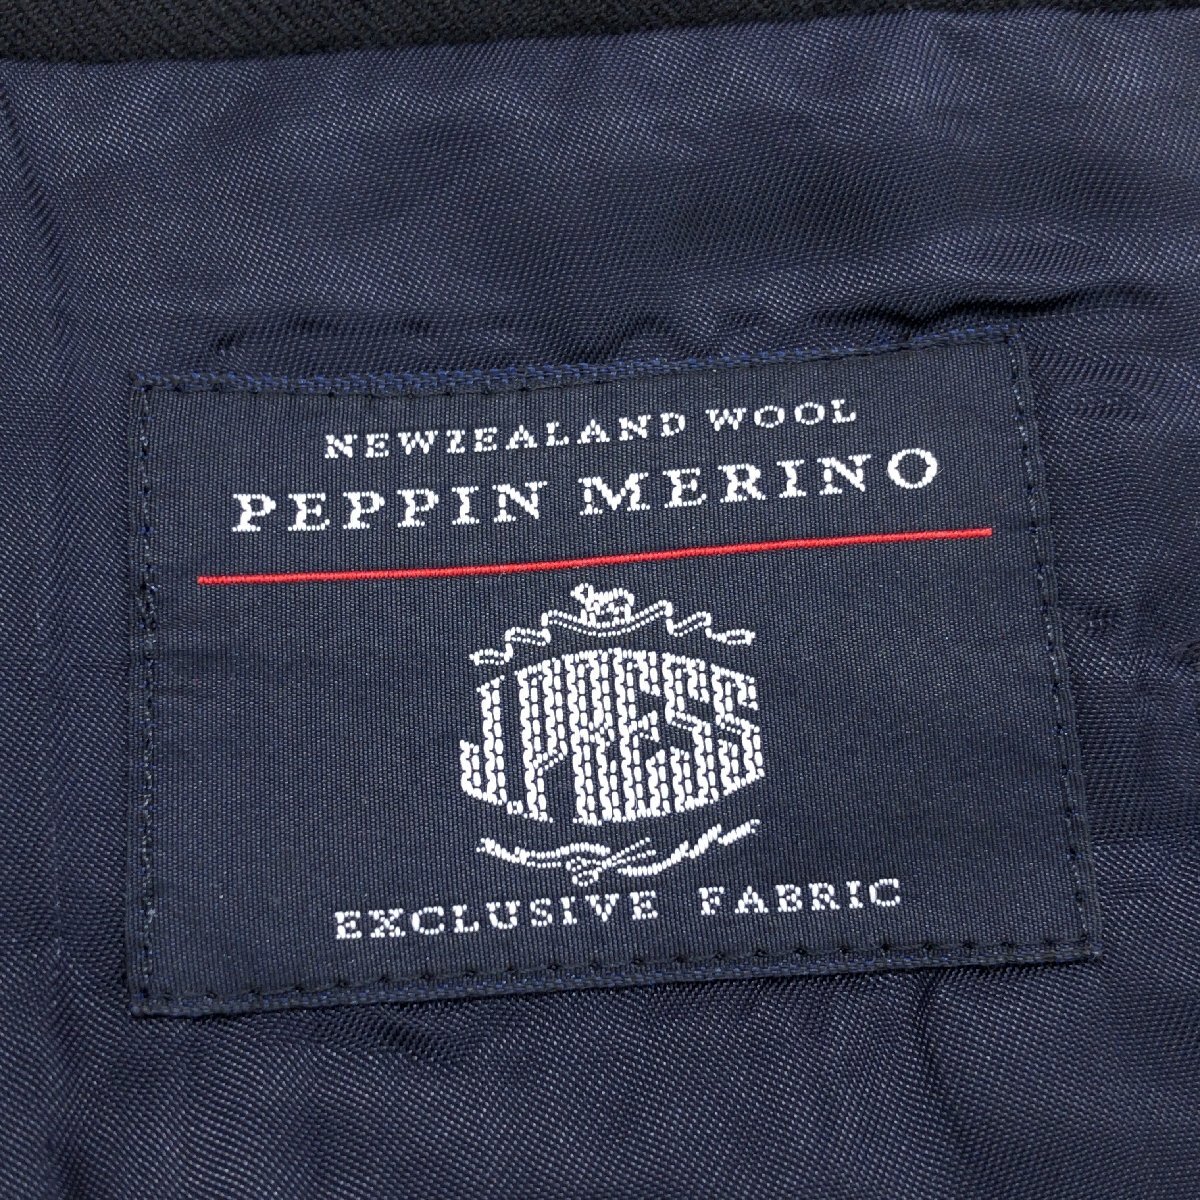 NEWZEALAND WOOL
PEPPIN MERINO
J.PRESS
EXCLUSIVE FABRIC